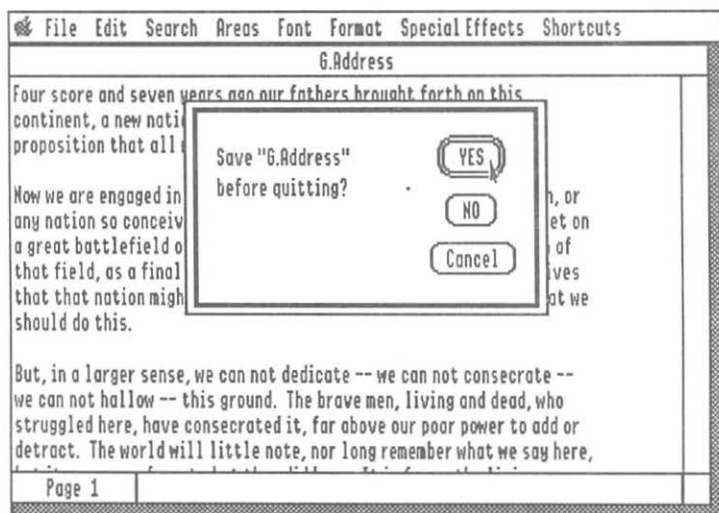 File Edit Search Areas Font Format Special Effects Shortcuts
G.Address
Four score and seven years ago our fathers brought forth on this
continent, a new nati
proposition that all
Save "G.Address"
before quitting?
YES
NO
Cancel
Now we are engaged in
n, or
any nation so conceiv
et on
a great battlefield o
of
that field, as a final
ives
that that nation migh
at we
should do this.
But, in a larger sense, we can not dedicate -- we can not consecrate --
we can not hallow -- this ground. The brave men, living and dead, who
struggled here, have consecrated it, far above our poor power to add or
detract. The world will little note, nor long remember what we say here,
Page 1